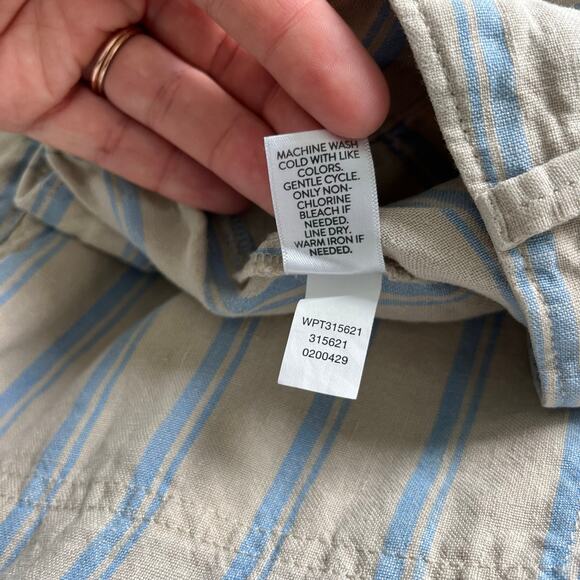 MACHINE WASH
COLD WITH LIKE
COLORS.
GENTLE CYCLE.
ONLY NON-
CHLORINE
BLEACH IF
NEEDED.
LINE DRY.
WARM IRON IF
NEEDED.
WPT315621
315621
0200429